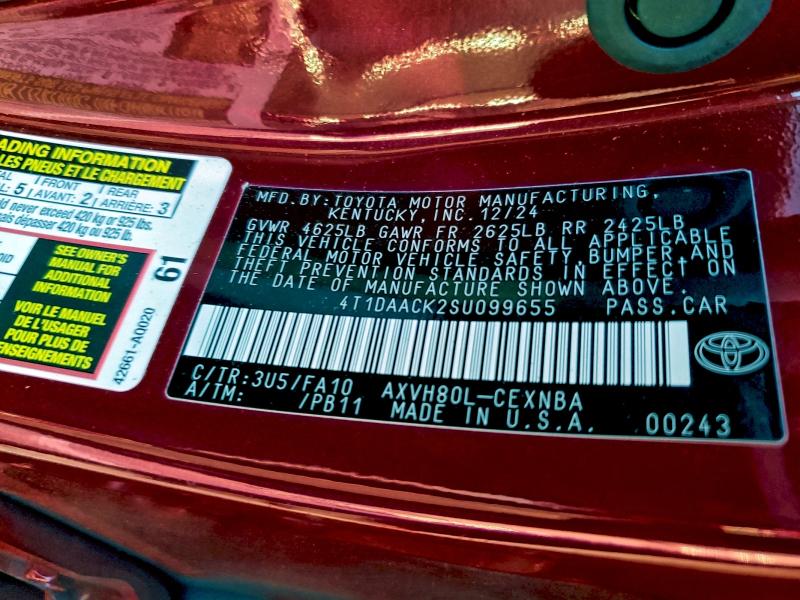 ADING INFORMATION
LES PNEUS ET LE CHARGEMENT
FRONT REAR
5 AVANT: 2 ARRIÈRE: 3
never exceed 420 kg or 925 lbs.
mais dépasser 420 kg ou 925 lb.
SEE OWNER'S
MANUAL FOR
ADDITIONAL
INFORMATION
VOIR LE MANUEL
DE L'USAGER
POUR PLUS DE
RENSEIGNEMENTS
61
42661-A0020
MFD. BY: TOYOTA MOTOR MANUFACTURING,
KENTUCKY, INC. 12/24
GVWR 4625LB GAWR FR 2625LB RR 2425LB
THIS VEHICLE CONFORMS TO ALL APPLICABLE
FEDERAL MOTOR VEHICLE SAFETY, BUMPER, AND
THEFT PREVENTION STANDARDS IN EFFECT ON
THE DATE OF MANUFACTURE SHOWN ABOVE.
4T1DAACK2SU099655 PASS. CAR
C/TR: 3U5/FA10 AXVH80L-CEXNBA
A/TM: /PB11 MADE IN U.S.A. 00243